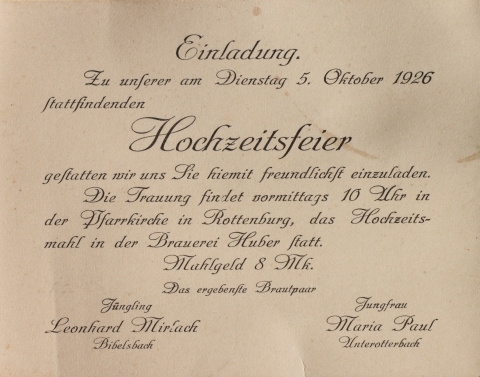 Einladung.
Zu unserer am Dienstag 5. Oktober 1926
stattfindenden
Hochzeitsfeier
gestatten wir uns Sie hiemit freundlichst einzuladen.
Die Trauung findet vormittags 10 Uhr in
der Pfarrkirche in Rottenburg, das Hochzeits-
mahl in der Brauerei Huber statt.
Mahlgeld 8 Mk.
Das ergebenste Brautpaar
Jüngling
Leonhard Mirlach
Bibelsbach
Jungfrau
Maria Paul
Unterotterbach